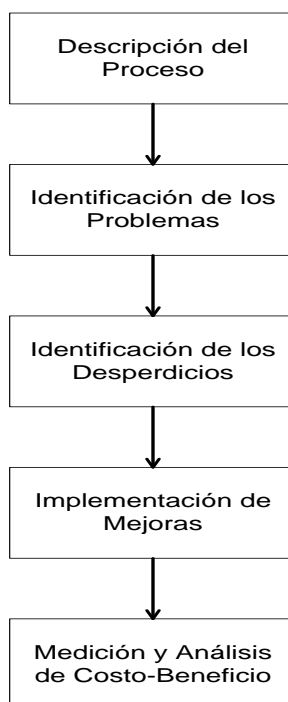 Descripción del
Proceso
Identificación de los
Problemas
Identificación de los
Desperdicios
Implementación de
Mejoras
Medición y Análisis
de Costo-Beneficio